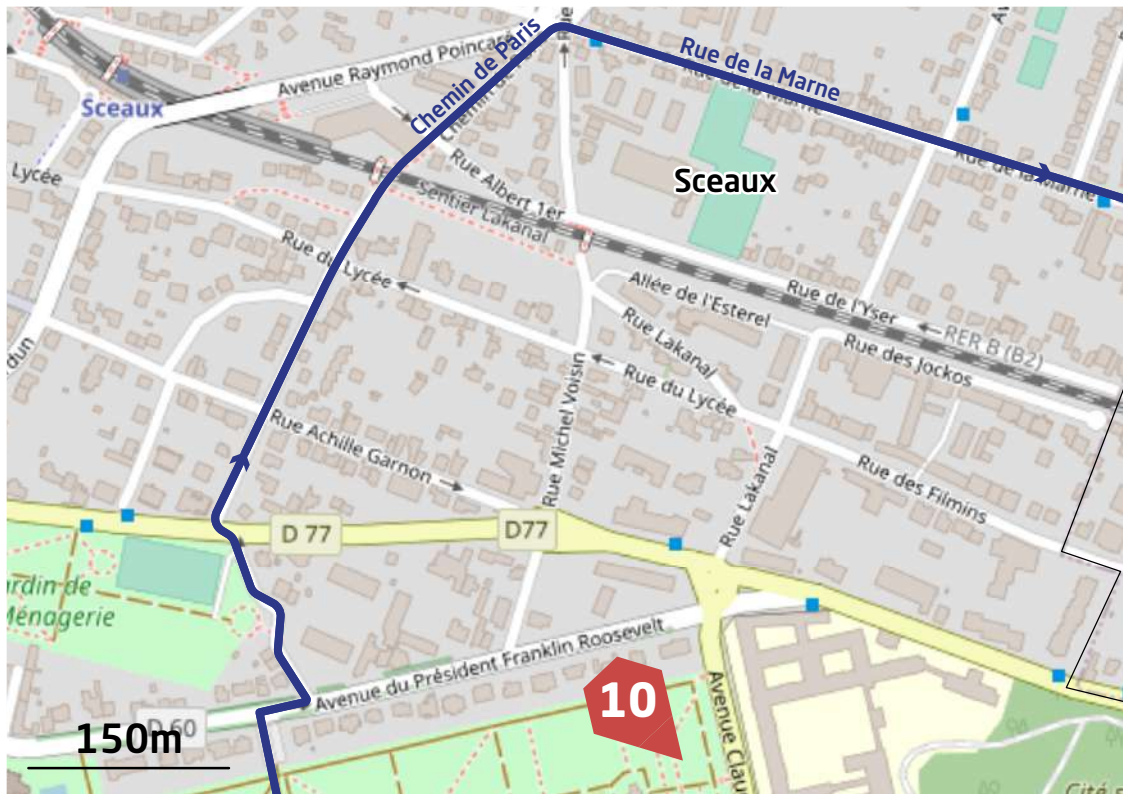 Rue
Chemin de Paris
Rue de la Marne
Avenue Raymond Poincaré
Rue de la Marne
Sceaux
Rue Albert 1er
Sceaux
Rue de la Marne
Lycée
Sentier Lakanal
Rue du Lycée
Allée de l'Esterel
Rue de l'Yser
RER B (B2)
Rue Lakanal
Rue des Jockos
Rue du Lycée
Rue Michel Voisin
Rue Achille Garnon
Rue Lakanal
Rue des Filmins
D 77
D77
ardin de
Ménagerie
Avenue du Président Franklin Roosevelt
10
Avenue Clau
D 60
150m